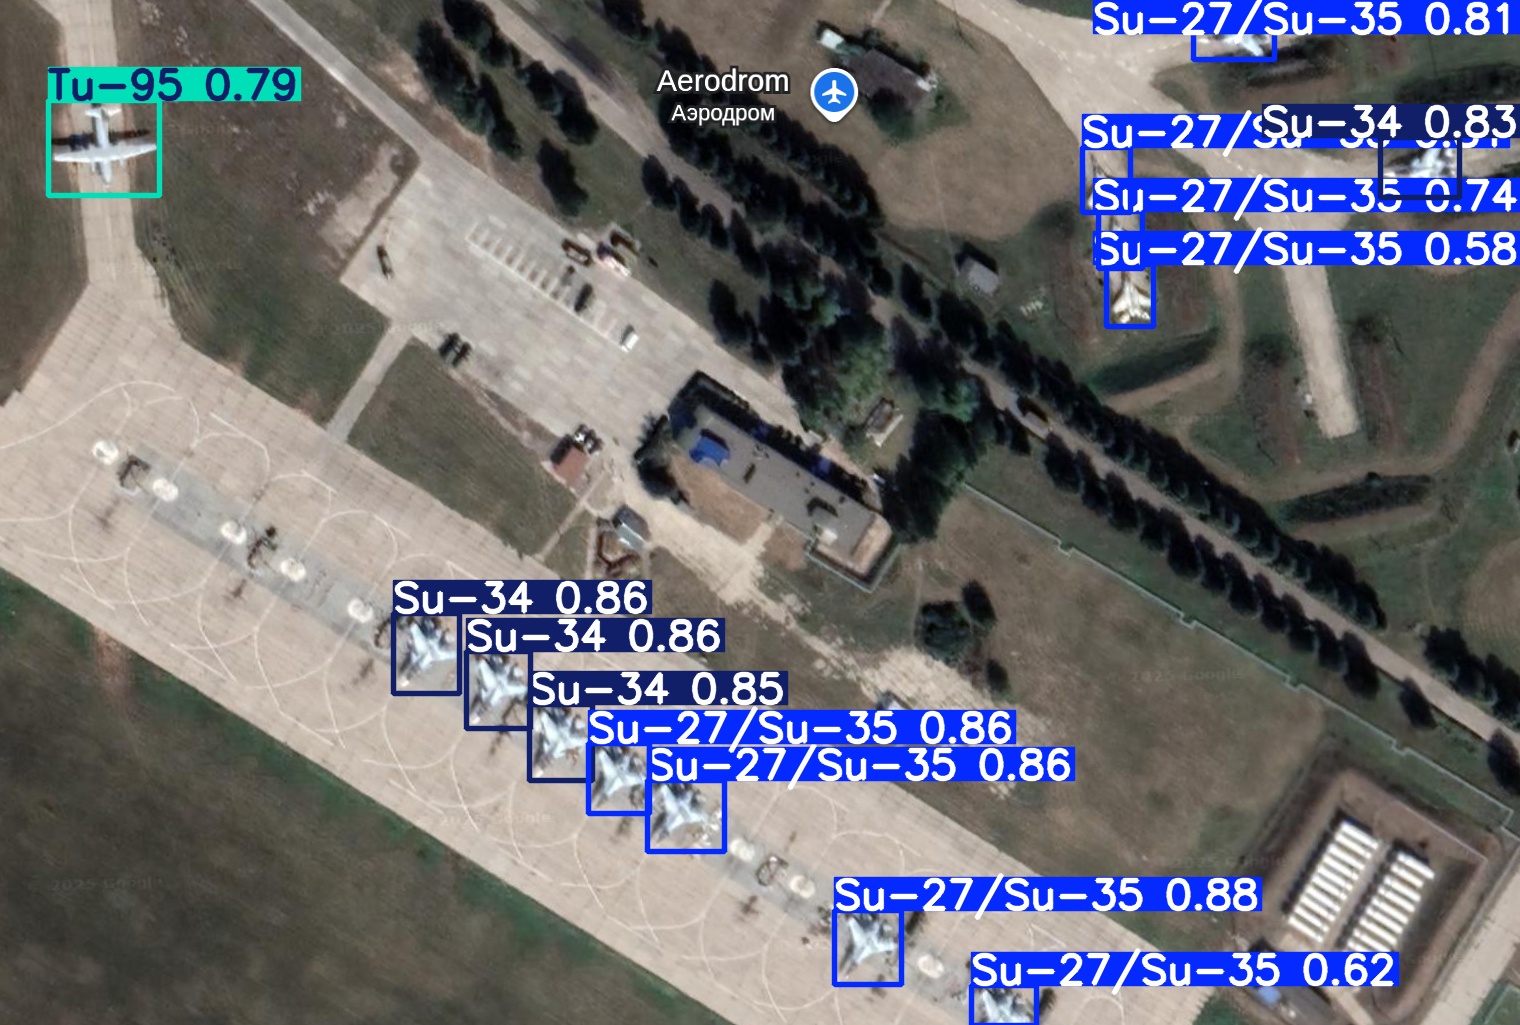 Su-27/Su-35 0.81
Tu-95 0.79
Aerodrom
Аэродром
Su-34 0.83
Su-27/S
Su-27/Su-35 0.74
Su-27/Su-35 0.58
Su-34 0.86
Su-34 0.86
Su-34 0.85
Su-27/Su-35 0.86
Su-27/Su-35 0.86
Su-27/Su-35 0.88
Su-27/Su-35 0.62